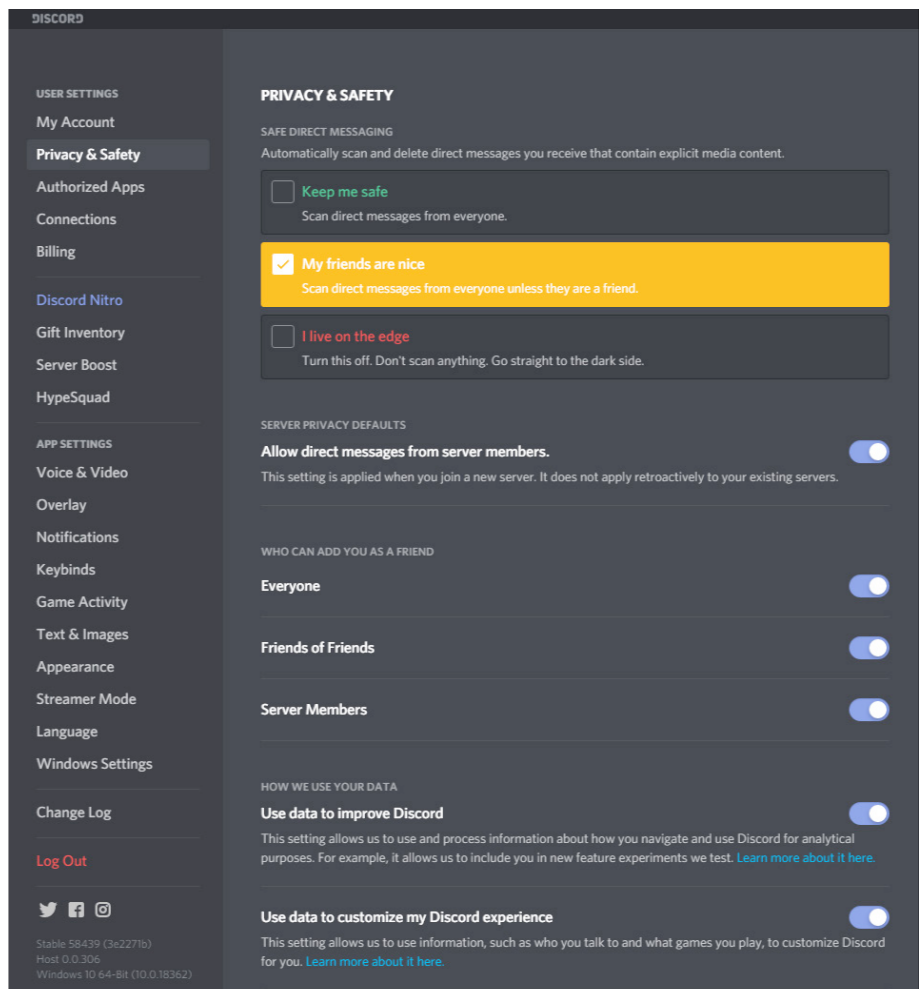 DISCORD
USER SETTINGS
My Account
Privacy & Safety
Authorized Apps
Connections
Billing
Discord Nitro
Gift Inventory
Server Boost
HypeSquad
APP SETTINGS
Voice & Video
Overlay
Notifications
Keybinds
Game Activity
Text & Images
Appearance
Streamer Mode
Language
Windows Settings
Change Log
Log Out
Stable 58439 (3e2271b)
Host 0.0.306
Windows 10 64-Bit (10.0.18362)
PRIVACY & SAFETY
SAFE DIRECT MESSAGING
Automatically scan and delete direct messages you receive that contain explicit media content.
Keep me safe
Scan direct messages from everyone.
My friends are nice
Scan direct messages from everyone unless they are a friend.
I live on the edge
Turn this off. Don't scan anything. Go straight to the dark side.
SERVER PRIVACY DEFAULTS
Allow direct messages from server members.
This setting is applied when you join a new server. It does not apply retroactively to your existing servers.
WHO CAN ADD YOU AS A FRIEND
Everyone
Friends of Friends
Server Members
HOW WE USE YOUR DATA
Use data to improve Discord
This setting allows us to use and process information about how you navigate and use Discord for analytical
purposes. For example, it allows us to include you in new feature experiments we test. Learn more about it here.
Use data to customize my Discord experience
This setting allows us to use information, such as who you talk to and what games you play, to customize Discord
for you. Learn more about it here.